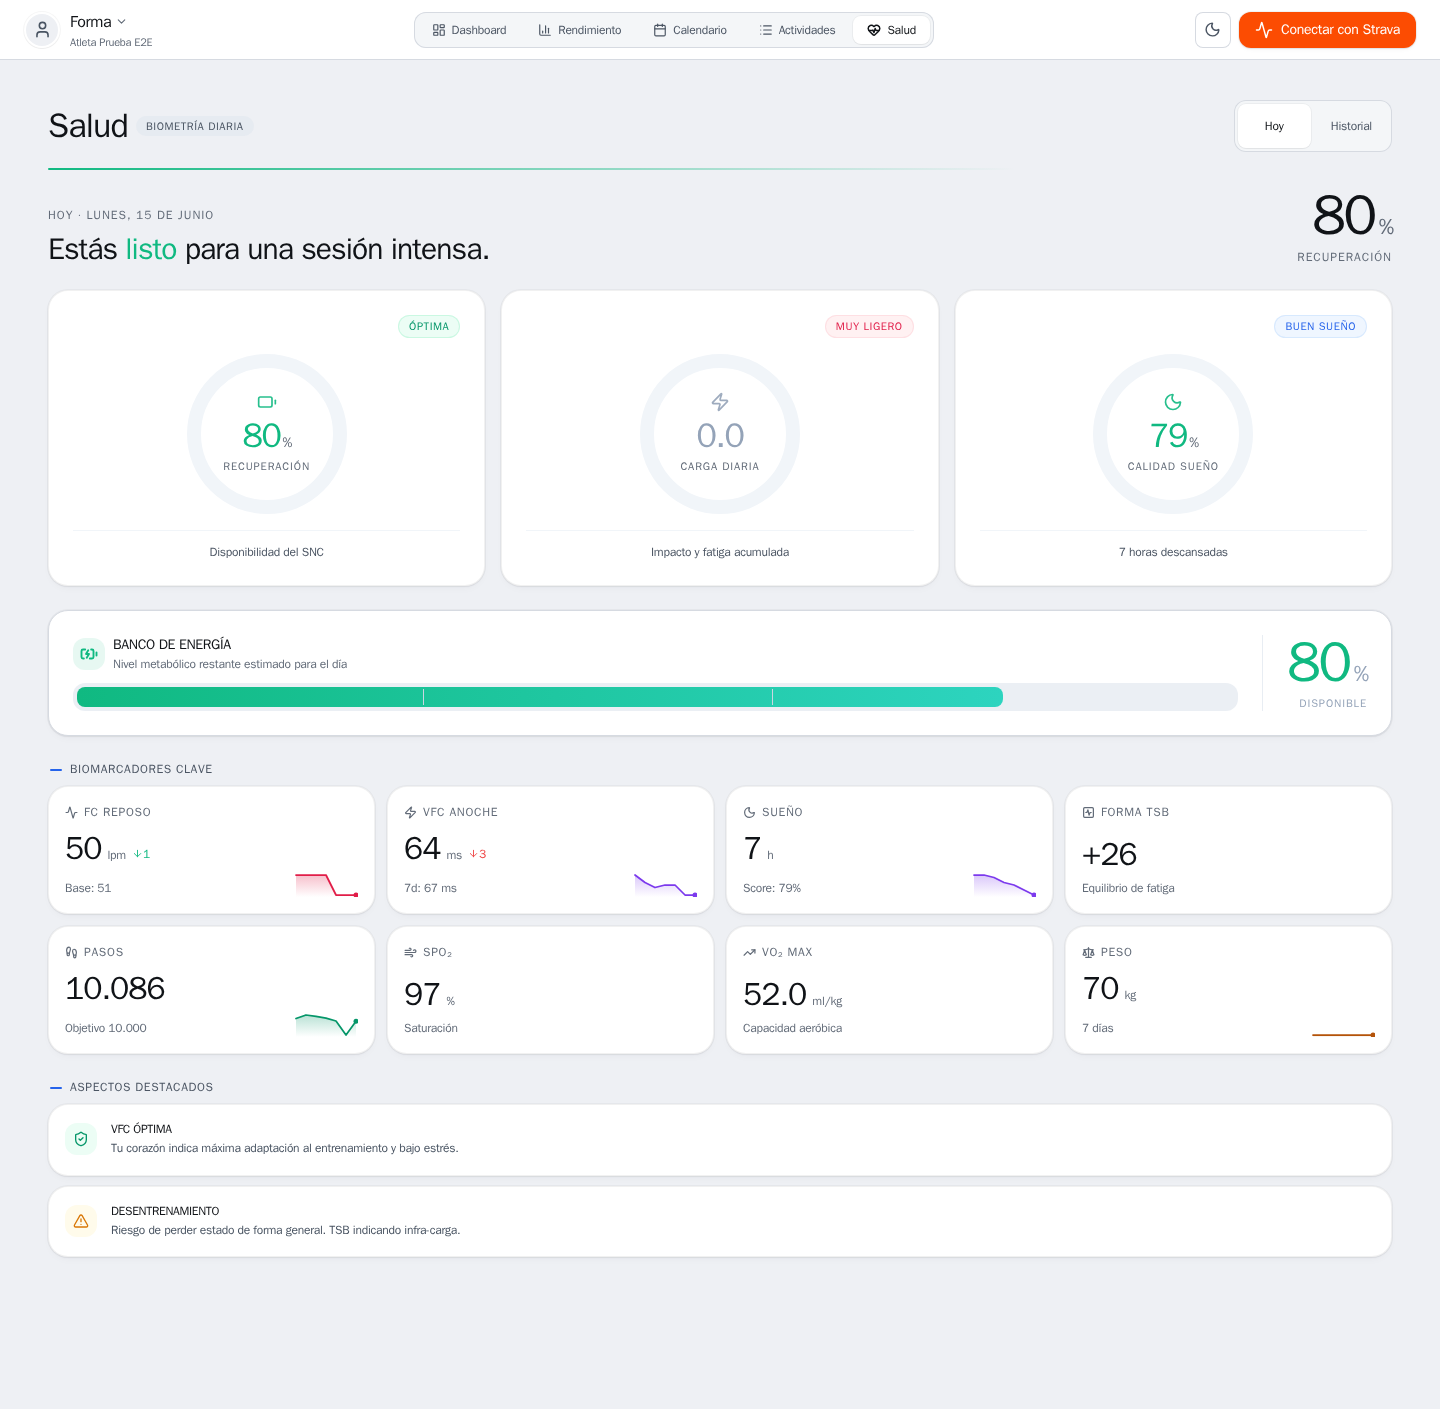 Forma
Atleta Prueba E2E
Dashboard
Rendimiento
Calendario
Actividades
Salud
Conectar con Strava
Salud
BIOMETRÍA DIARIA
Hoy
Historial
HOY · LUNES, 15 DE JUNIO
Estás listo para una sesión intensa.
80%
RECUPERACIÓN
ÓPTIMA
80%
RECUPERACIÓN
Disponibilidad del SNC
MUY LIGERO
0.0
CARGA DIARIA
Impacto y fatiga acumulada
BUEN SUEÑO
79%
CALIDAD SUEÑO
7 horas descansadas
BANCO DE ENERGÍA
Nivel metabólico restante estimado para el día
80%
DISPONIBLE
BIOMARCADORES CLAVE
FC REPOSO
50 lpm ↓1
Base: 51
VFC ANOCHE
64 ms ↓3
7d: 67 ms
SUEÑO
7 h
Score: 79%
FORMA TSB
+26
Equilibrio de fatiga
PASOS
10.086
Objetivo 10.000
SPO₂
97 %
Saturación
VO₂ MAX
52.0 ml/kg
Capacidad aeróbica
PESO
70 kg
7 días
ASPECTOS DESTACADOS
VFC ÓPTIMA
Tu corazón indica máxima adaptación al entrenamiento y bajo estrés.
DESENTRENAMIENTO
Riesgo de perder estado de forma general. TSB indicando infra-carga.